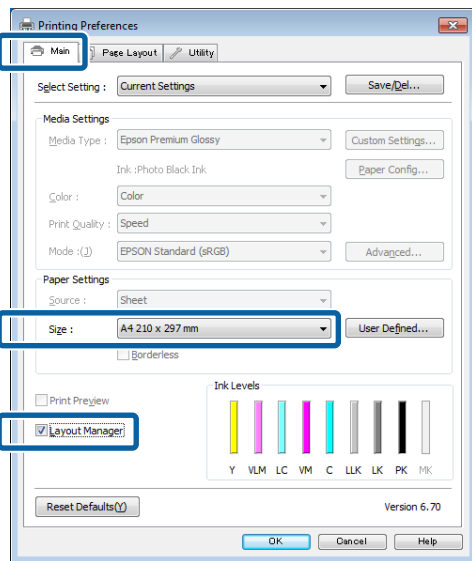 Printing Preferences
Main Page Layout Utility
Select Setting : Current Settings Save/Del...
Media Settings
Media Type : Epson Premium Glossy Custom Settings...
Ink :Photo Black Ink Paper Config...
Color : Color
Print Quality : Speed
Mode :(J) EPSON Standard (sRGB) Advanced...
Paper Settings
Source : Sheet
Size : A4 210 x 297 mm User Defined...
Borderless
Ink Levels
Print Preview
Layout Manager
Y VLM LC VM C LLK LK PK MK
Reset Defaults(Y) Version 6.70
OK Cancel Help